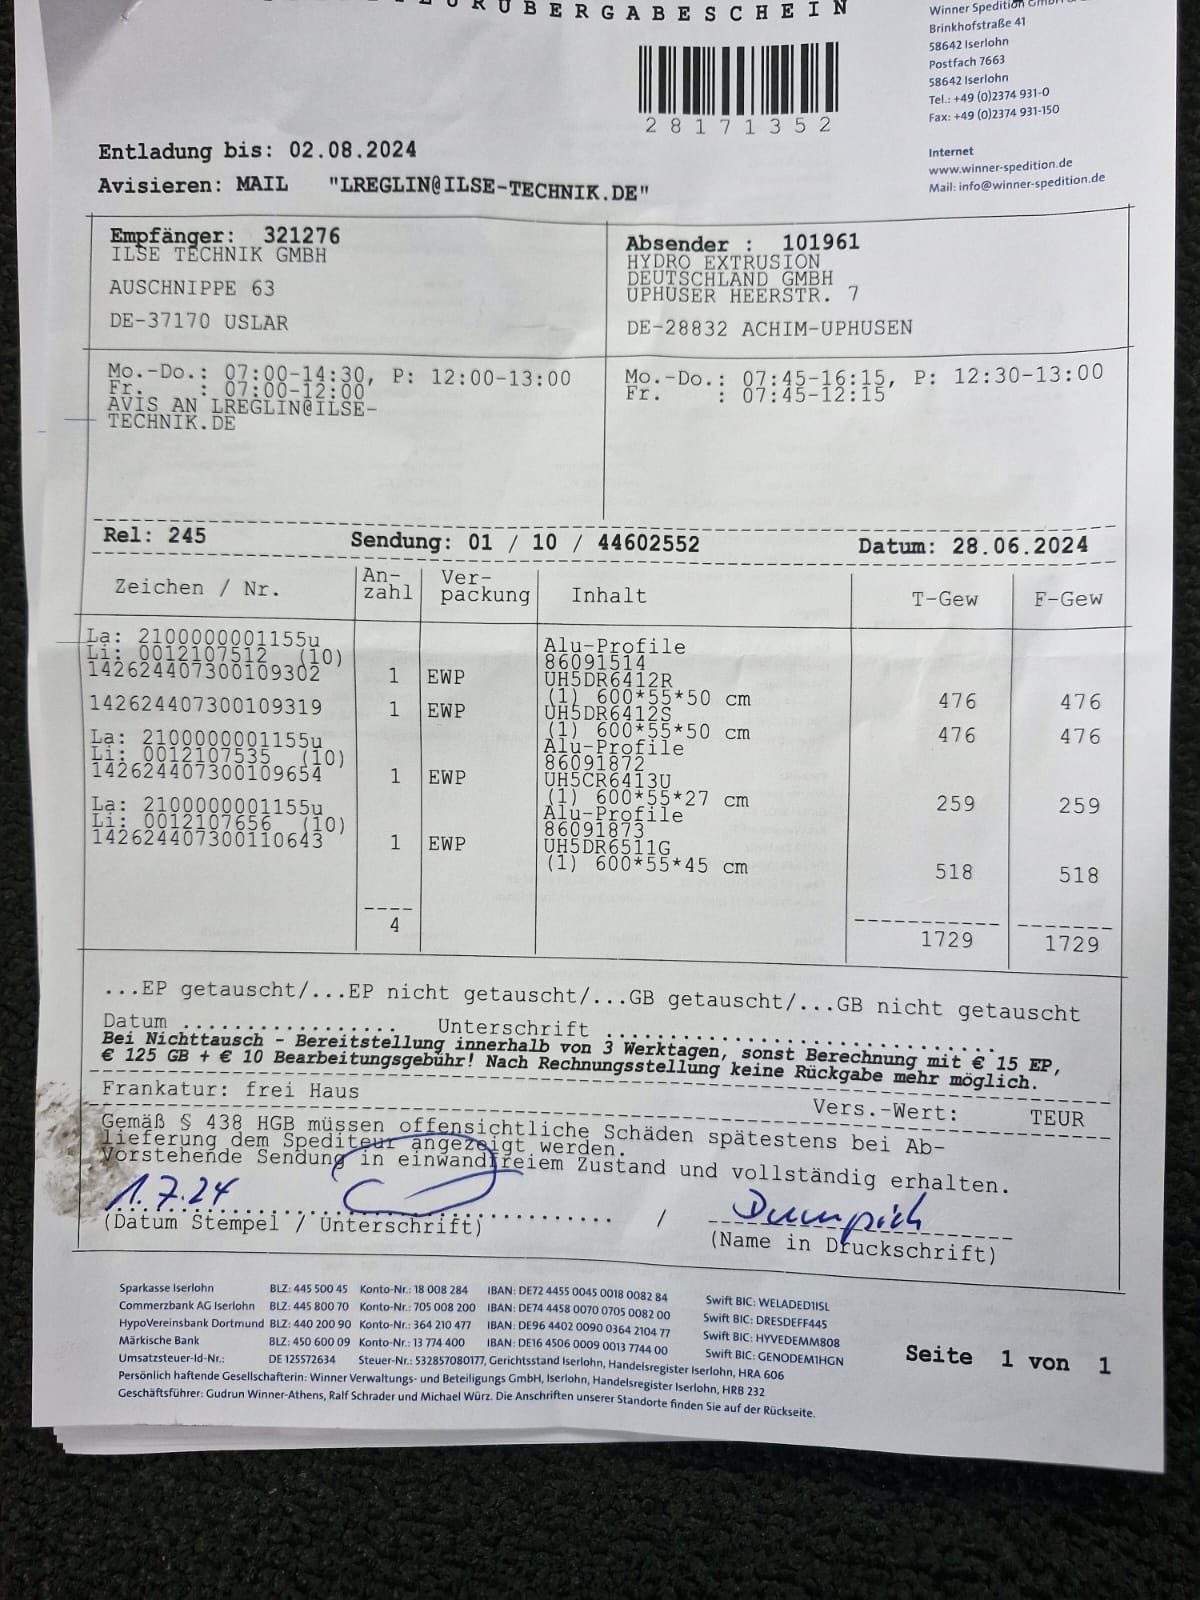 ÜBERGABESCHEIN
Winner Spedition GmbH
Brinkhofstraße 41
58642 Iserlohn
Postfach 7663
58642 Iserlohn
Tel.: +49 (0)2374 931-0
Fax: +49 (0)2374 931-150
Internet
www.winner-spedition.de
Mail: info@winner-spedition.de
28171352
Entladung bis: 02.08.2024
Avisieren: MAIL "LREGLIN@ILSE-TECHNIK.DE"
Empfänger: 321276
ILSE TECHNIK GMBH
AUSCHNIPPE 63
DE-37170 USLAR
Absender : 101961
HYDRO EXTRUSION
DEUTSCHLAND GMBH
UPHUSER HEERSTR. 7
DE-28832 ACHIM-UPHUSEN
Mo.-Do.: 07:00-14:30, P: 12:00-13:00
Fr. : 07:00-12:00
AVIS AN LREGLIN@ILSE-
TECHNIK.DE
Mo.-Do.: 07:45-16:15, P: 12:30-13:00
Fr. : 07:45-12:15
Rel: 245 Sendung: 01 / 10 / 44602552 Datum: 28.06.2024
Zeichen / Nr. An- zahl Ver- packung Inhalt T-Gew F-Gew
La: 2100000001155u Alu-Profile
Li: 0012107512 (10) 86091514
142624407300109302 1 EWP UH5DR6412R
(1) 600*55*50 cm 476 476
142624407300109319 1 EWP UH5DR6412S
(1) 600*55*50 cm 476 476
La: 2100000001155u Alu-Profile
Li: 0012107535 (10) 86091872
142624407300109654 1 EWP UH5CR6413U
(1) 600*55*27 cm 259 259
La: 2100000001155u Alu-Profile
Li: 0012107656 (10) 86091873
142624407300110643 1 EWP UH5DR6511G
(1) 600*55*45 cm 518 518
4 1729 1729
...EP getauscht/...EP nicht getauscht/...GB getauscht/...GB nicht getauscht
Datum .................. Unterschrift .................................
Bei Nichttausch - Bereitstellung innerhalb von 3 Werktagen, sonst Berechnung mit € 15 EP,
€ 125 GB + € 10 Bearbeitungsgebühr! Nach Rechnungsstellung keine Rückgabe mehr möglich.
Frankatur: frei Haus
Vers.-Wert: TEUR
Gemäß § 438 HGB müssen offensichtliche Schäden spätestens bei Ab-
lieferung dem Spediteur angezeigt werden.
Vorstehende Sendung in einwandfreiem Zustand und vollständig erhalten.
1.7.24
(Datum Stempel / Unterschrift) / (Name in Druckschrift)
Sparkasse Iserlohn BLZ: 445 500 45 Konto-Nr.: 18 008 284 IBAN: DE72 4455 0045 0018 0082 84 Swift BIC: WELADED1ISL
Commerzbank AG Iserlohn BLZ: 445 800 70 Konto-Nr.: 705 008 200 IBAN: DE74 4458 0070 0705 0082 00 Swift BIC: DRESDEFF445
HypoVereinsbank Dortmund BLZ: 440 200 90 Konto-Nr.: 364 210 477 IBAN: DE96 4402 0090 0364 2104 77 Swift BIC: HYVEDEMM808
Märkische Bank BLZ: 450 600 09 Konto-Nr.: 13 774 400 IBAN: DE16 4506 0009 0013 7744 00 Swift BIC: GENODEM1HGN
Umsatzsteuer-Id-Nr.: DE 125572634 Steuer-Nr.: 532857080177, Gerichtsstand Iserlohn, Handelsregister Iserlohn, HRA 606
Persönlich haftende Gesellschafterin: Winner Verwaltungs- und Beteiligungs GmbH, Iserlohn, Handelsregister Iserlohn, HRB 232
Geschäftsführer: Gudrun Winner-Athens, Ralf Schrader und Michael Würz. Die Anschriften unserer Standorte finden Sie auf der Rückseite.
Seite 1 von 1